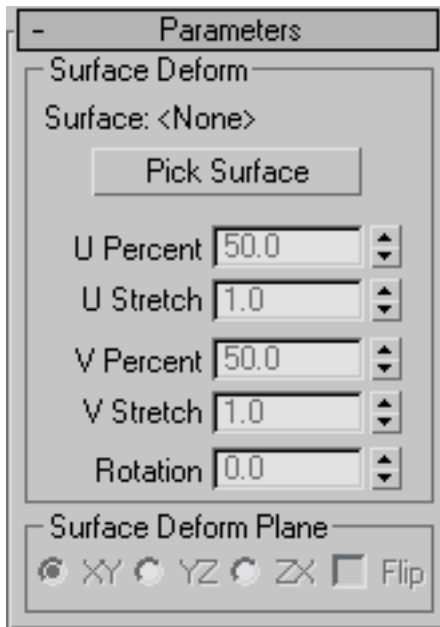 - Parameters
Surface Deform
Surface: <None>
Pick Surface
U Percent 50.0
U Stretch 1.0
V Percent 50.0
V Stretch 1.0
Rotation 0.0
Surface Deform Plane
XY YZ ZX Flip